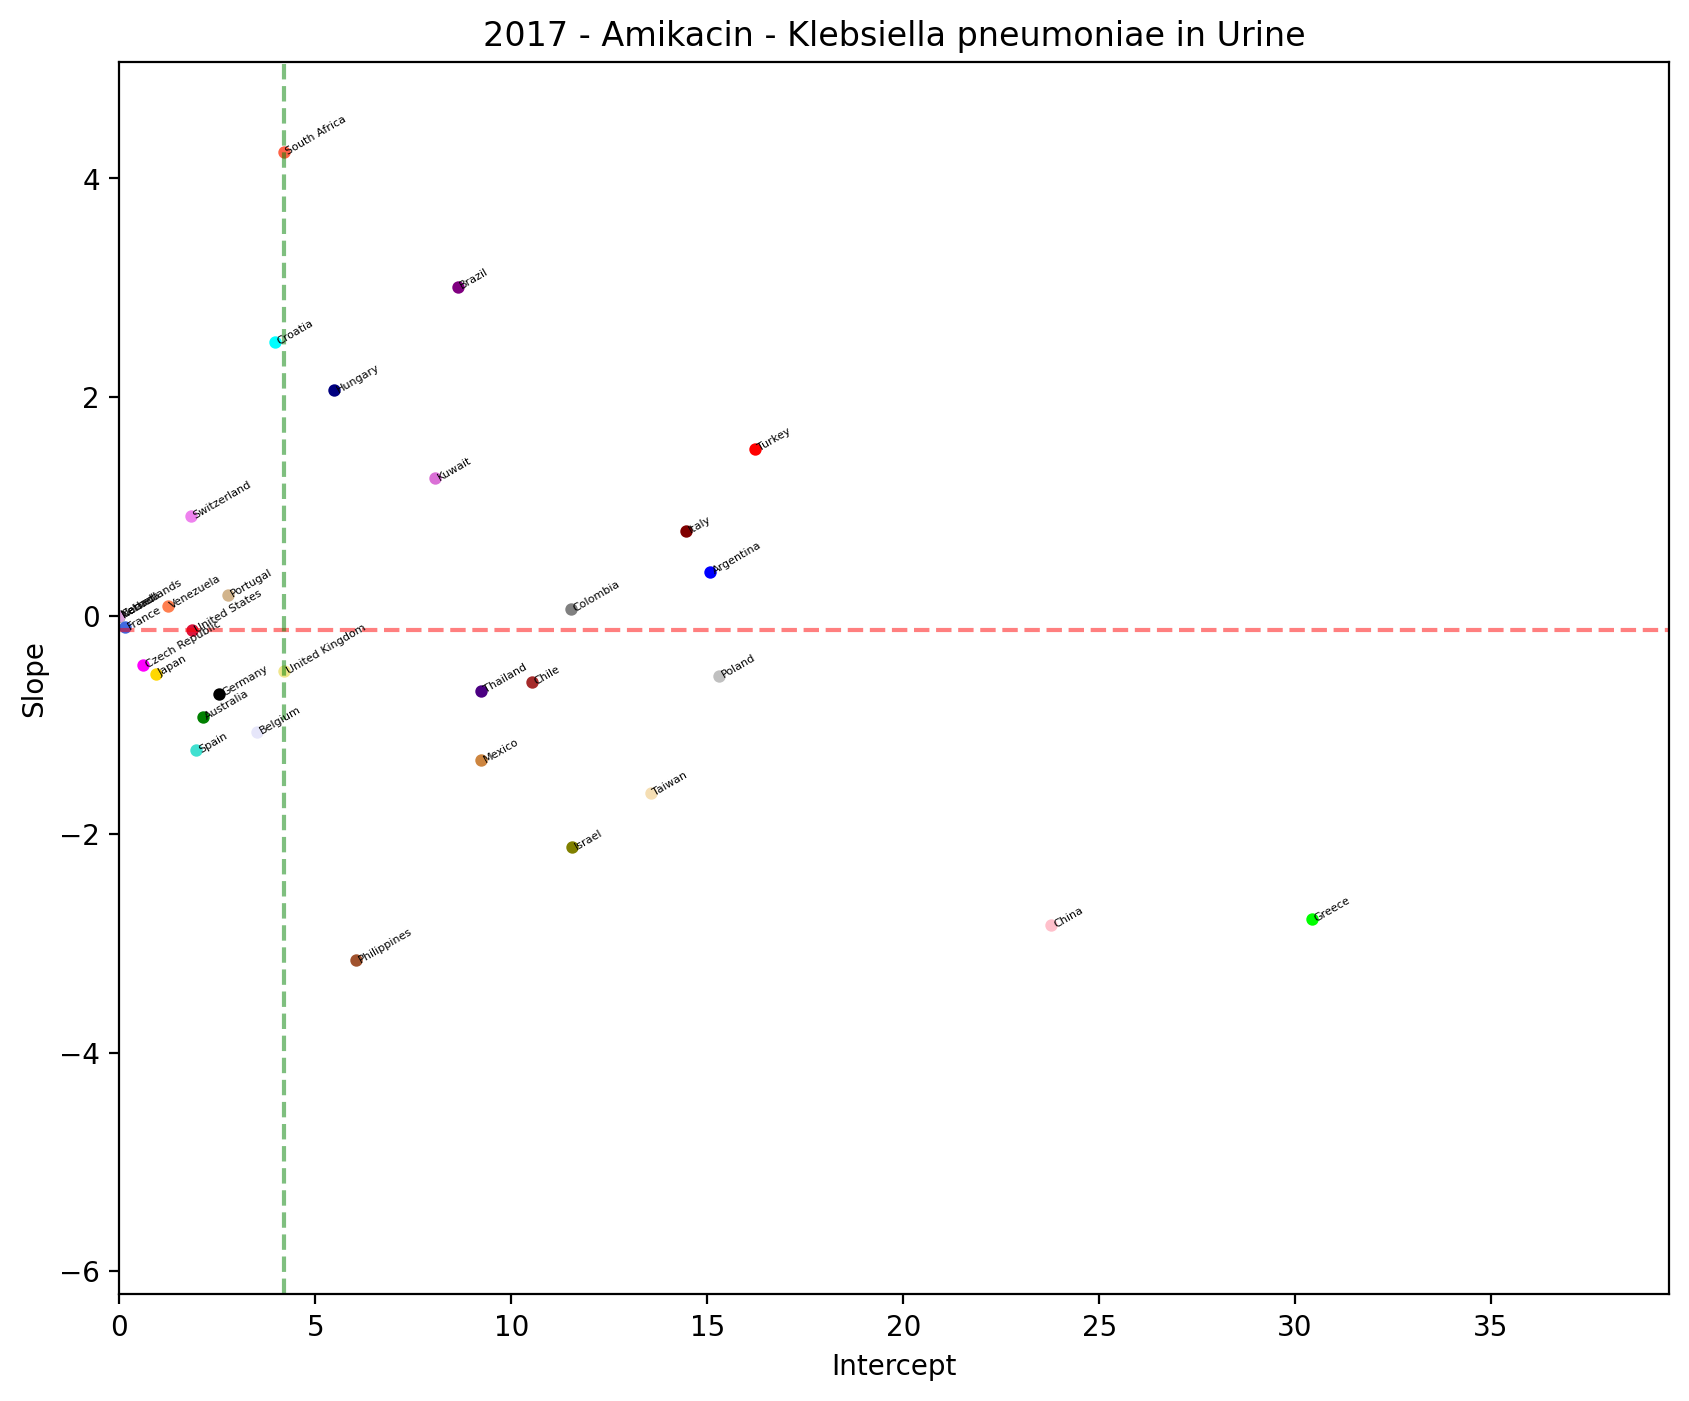 2017 - Amikacin - Klebsiella pneumoniae in Urine
South Africa
Brazil
Croatia
Hungary
Turkey
Kuwait
Switzerland
Italy
Argentina
Portugal
Venezuela
Colombia
United States
France
Czech Republic
United Kingdom
Japan
Germany
Poland
Chile
Thailand
Australia
Belgium
Spain
Mexico
Taiwan
Israel
China
Greece
Philippines
Slope
4
2
0
−2
−4
−6
0 5 10 15 20 25 30 35
Intercept